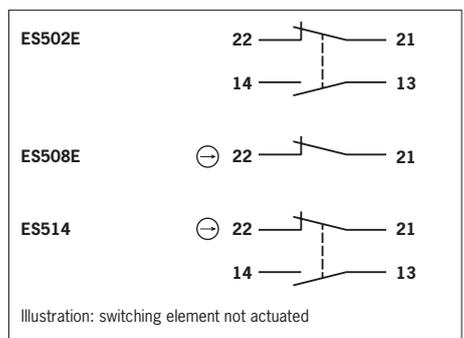 ES502E 22 21
14 13
ES508E 22 21
ES514 22 21
14 13
Illustration: switching element not actuated